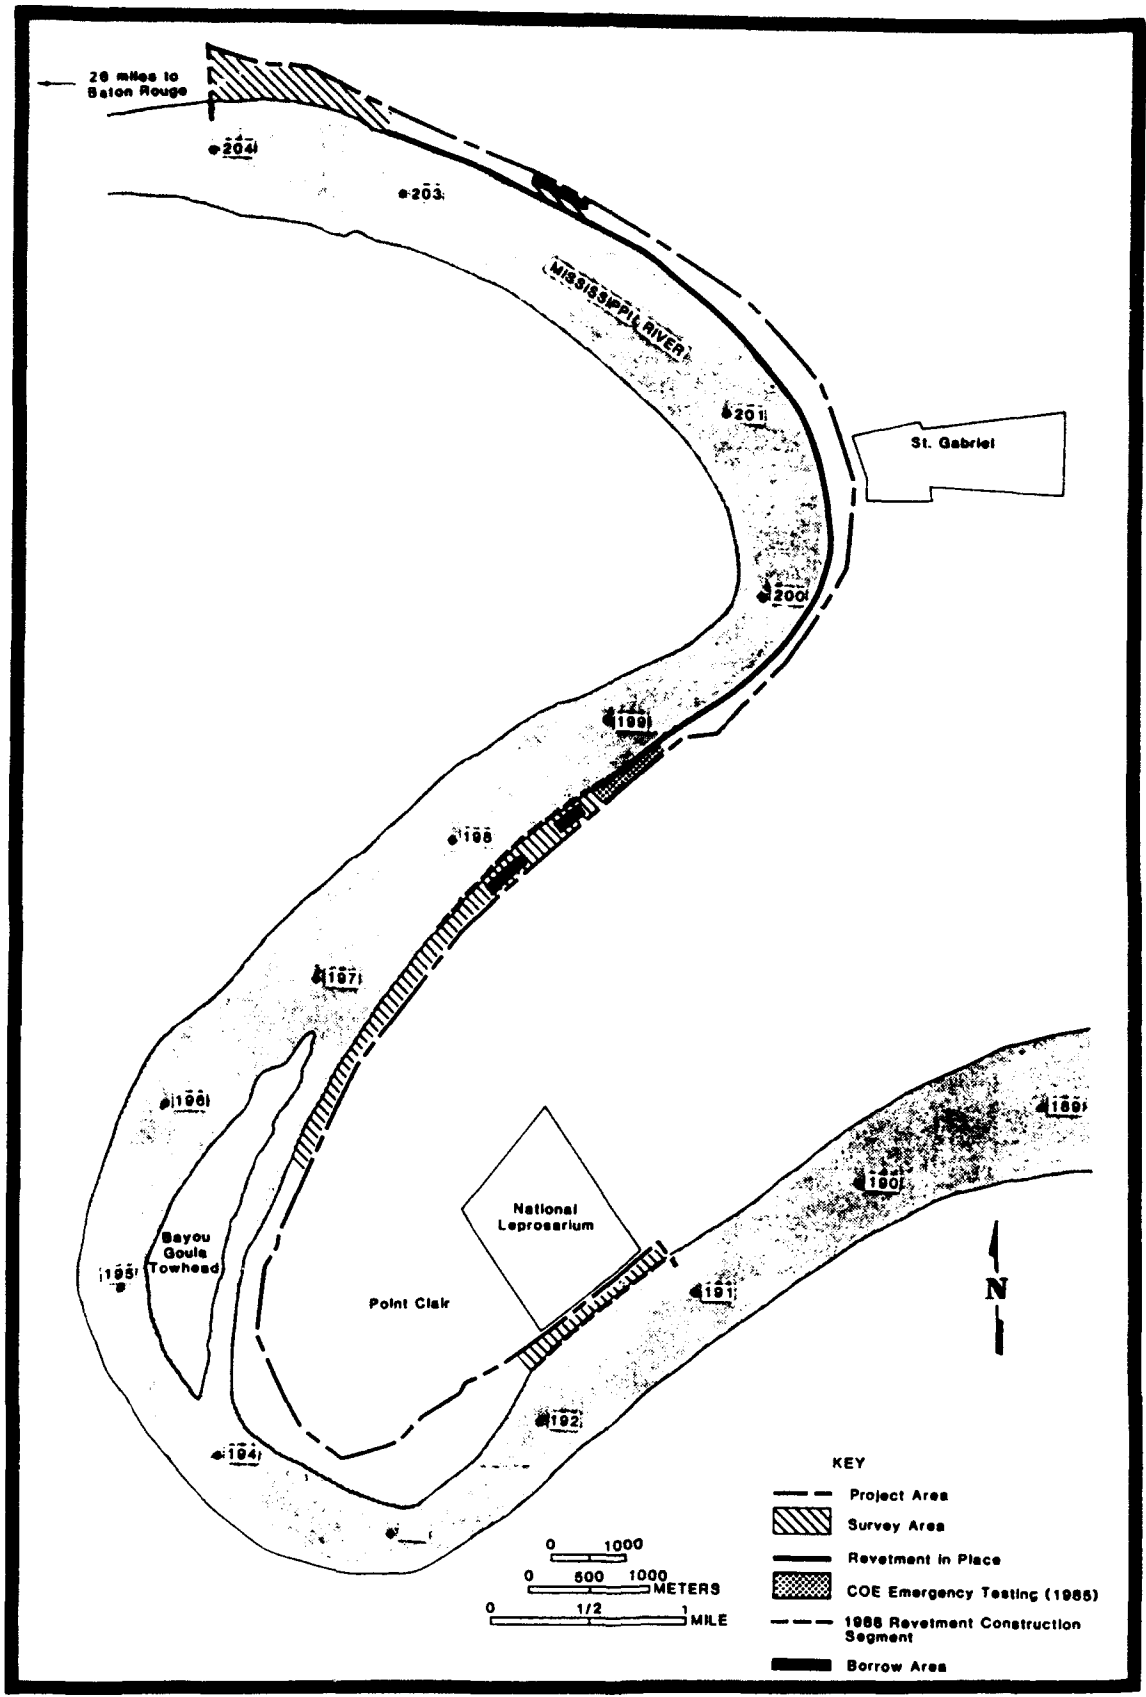 26 miles to
Baton Rouge
204
203
MISSISSIPPI RIVER
201
St. Gabriel
200
199
198
197
196
189
190
National
Leprosarium
Bayou
Goula
Towhead
195
191
Point Clair
N
192
194
KEY
Project Area
Survey Area
0 1000
Revetment in Place
0 500 1000
METERS
COE Emergency Testing (1985)
0 1/2 1
MILE
1988 Revetment Construction
Segment
Borrow Area